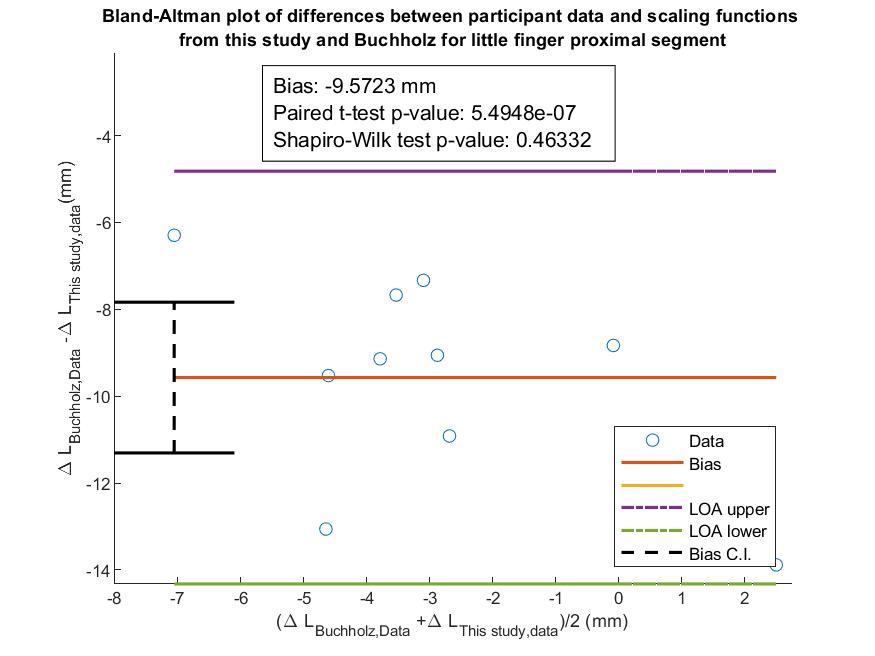 Bland-Altman plot of differences between participant data and scaling functions
from this study and Buchholz for little finger proximal segment
Bias: -9.5723 mm
Paired t-test p-value: 5.4948e-07
Shapiro-Wilk test p-value: 0.46332
Δ L_Buchholz,Data -Δ L_This study,data(mm)
-4
-6
-8
-10
-12
-14
Data
Bias
LOA upper
LOA lower
Bias C.I.
-8 -7 -6 -5 -4 -3 -2 -1 0 1 2
(Δ L_Buchholz,Data +Δ L_This study,data)/2 (mm)